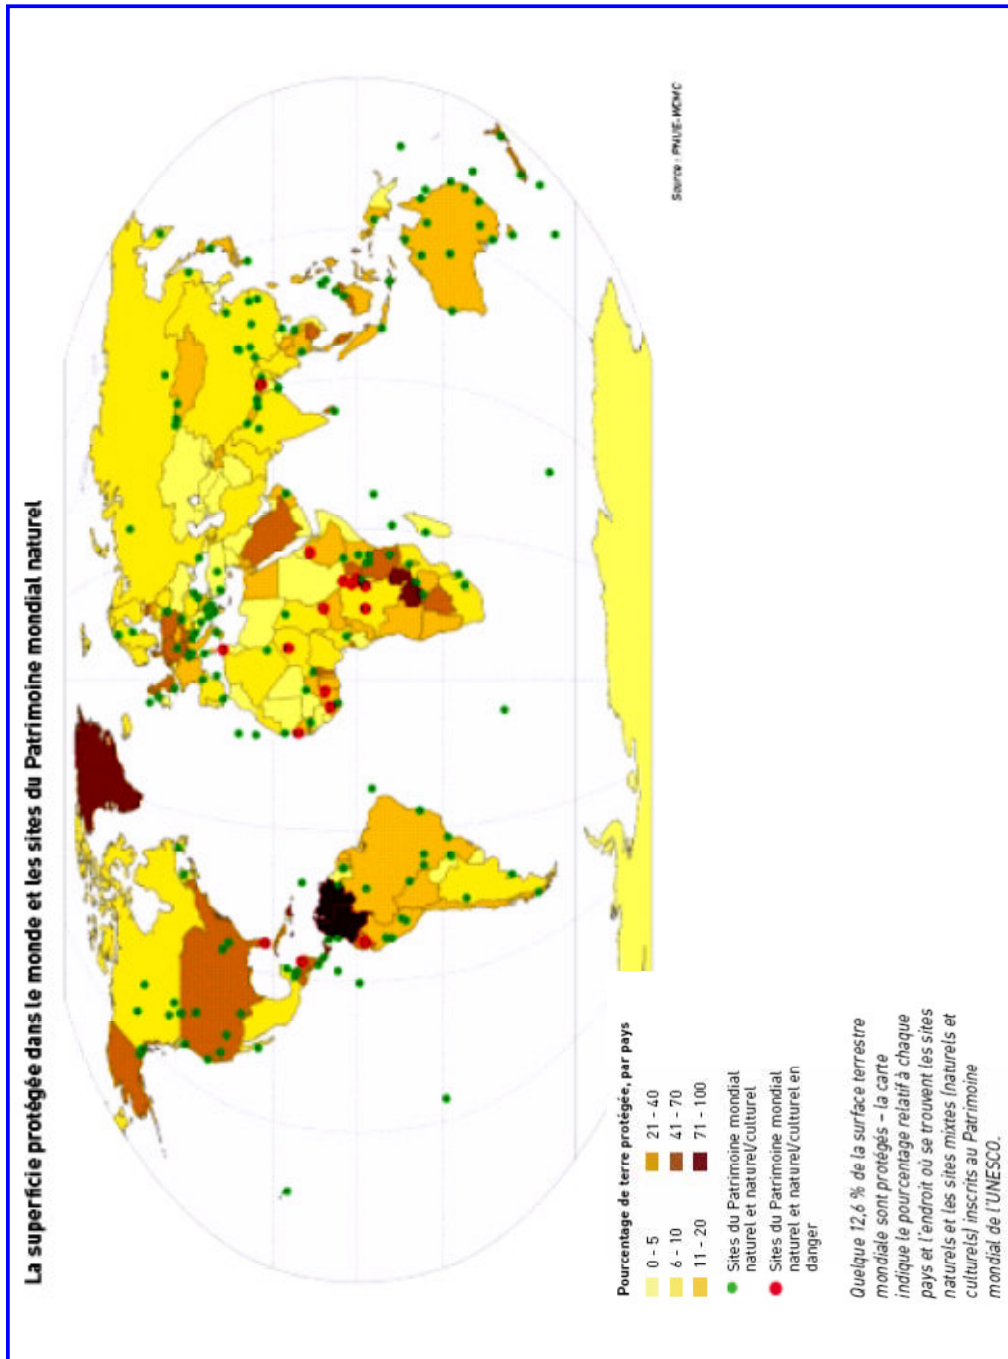 La superficie protégée dans le monde et les sites du Patrimoine mondial naturel
Source : PNUE-WCMC
Pourcentage de terre protégée, par pays
0 - 5
6 - 10
11 - 20
21 - 40
41 - 70
71 - 100
Sites du Patrimoine mondial
naturel et naturel/culturel
Sites du Patrimoine mondial
naturel et naturel/culturel en
danger
Quelque 12,6 % de la surface terrestre
mondiale sont protégés – la carte
indique le pourcentage relatif à chaque
pays et l'endroit où se trouvent les sites
naturels et les sites mixtes (naturels et
culturels) inscrits au Patrimoine
mondial de l'UNESCO.